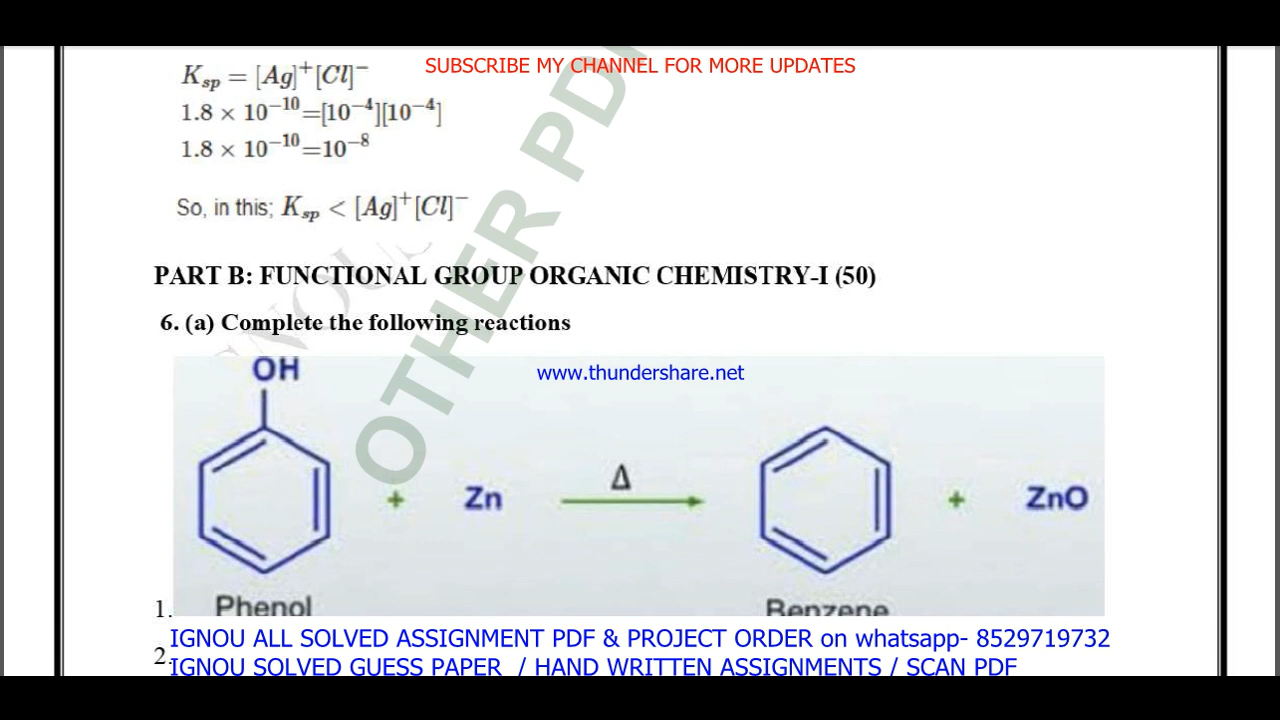 SUBSCRIBE MY CHANNEL FOR MORE UPDATES
Kₛₚ = [Ag]⁺[Cl]⁻
1.8 × 10⁻¹⁰=[10⁻⁴][10⁻⁴]
1.8 × 10⁻¹⁰=10⁻⁸
So, in this; Kₛₚ < [Ag]⁺[Cl]⁻
OTHER PD
PART B: FUNCTIONAL GROUP ORGANIC CHEMISTRY-I (50)
6. (a) Complete the following reactions
www.thundershare.net
OH
+ Zn Δ + ZnO
1. Phenol Benzene
IGNOU ALL SOLVED ASSIGNMENT PDF & PROJECT ORDER on whatsapp- 8529719732
2.
IGNOU SOLVED GUESS PAPER / HAND WRITTEN ASSIGNMENTS / SCAN PDF